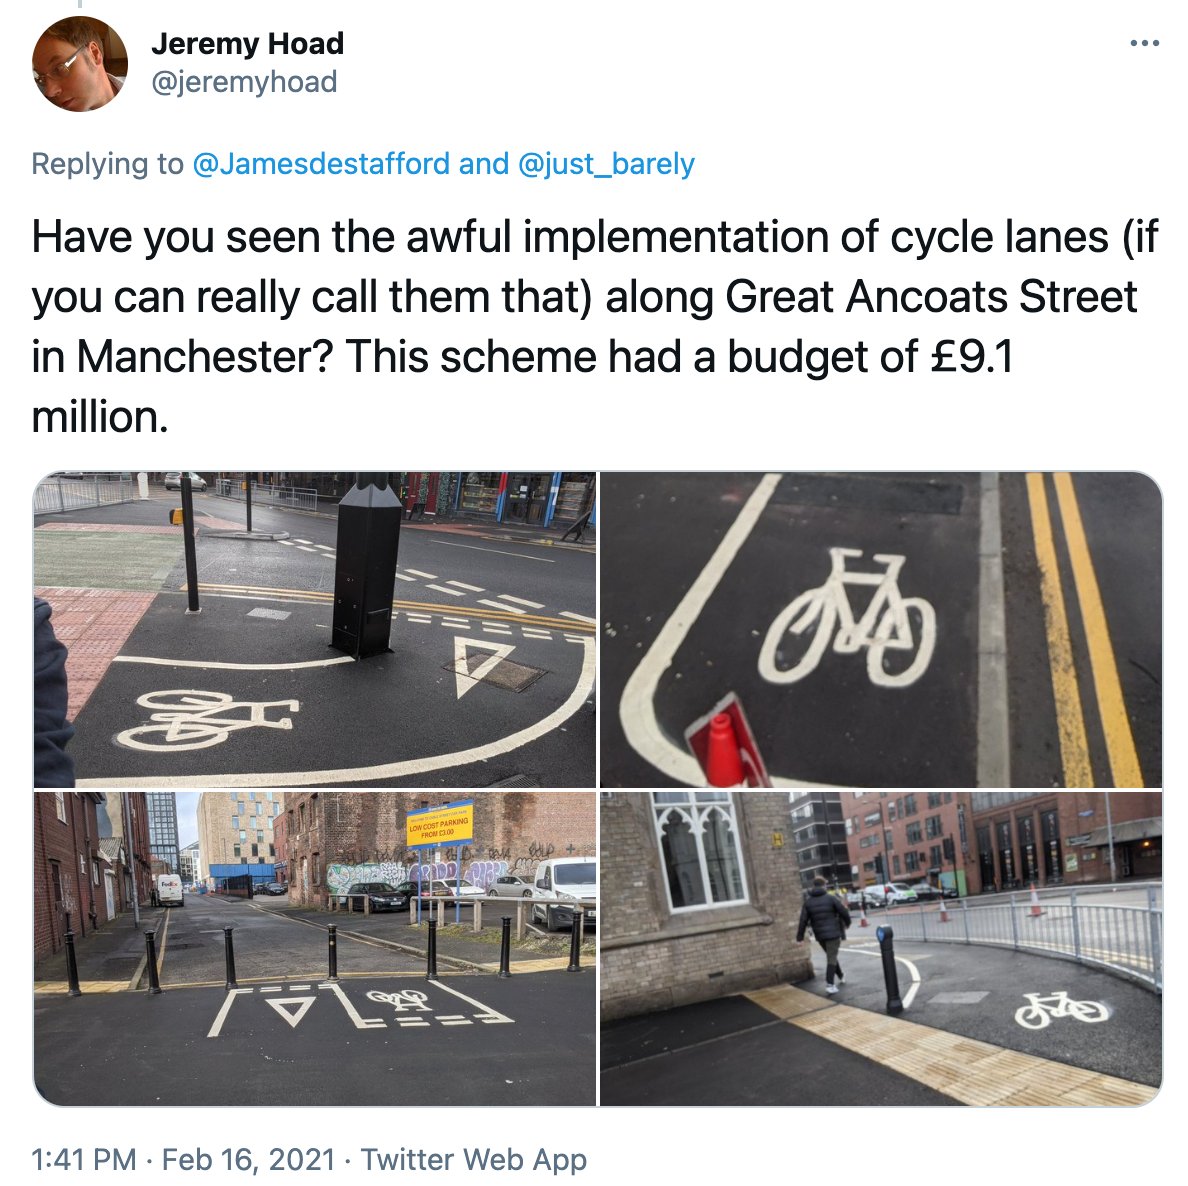 Jeremy Hoad
@jeremyhoad
Replying to @Jamesdestafford and @just_barely
Have you seen the awful implementation of cycle lanes (if
you can really call them that) along Great Ancoats Street
in Manchester? This scheme had a budget of £9.1
million.
LOW COST PARKING
FROM £3.00
FedEx
1:41 PM · Feb 16, 2021 · Twitter Web App